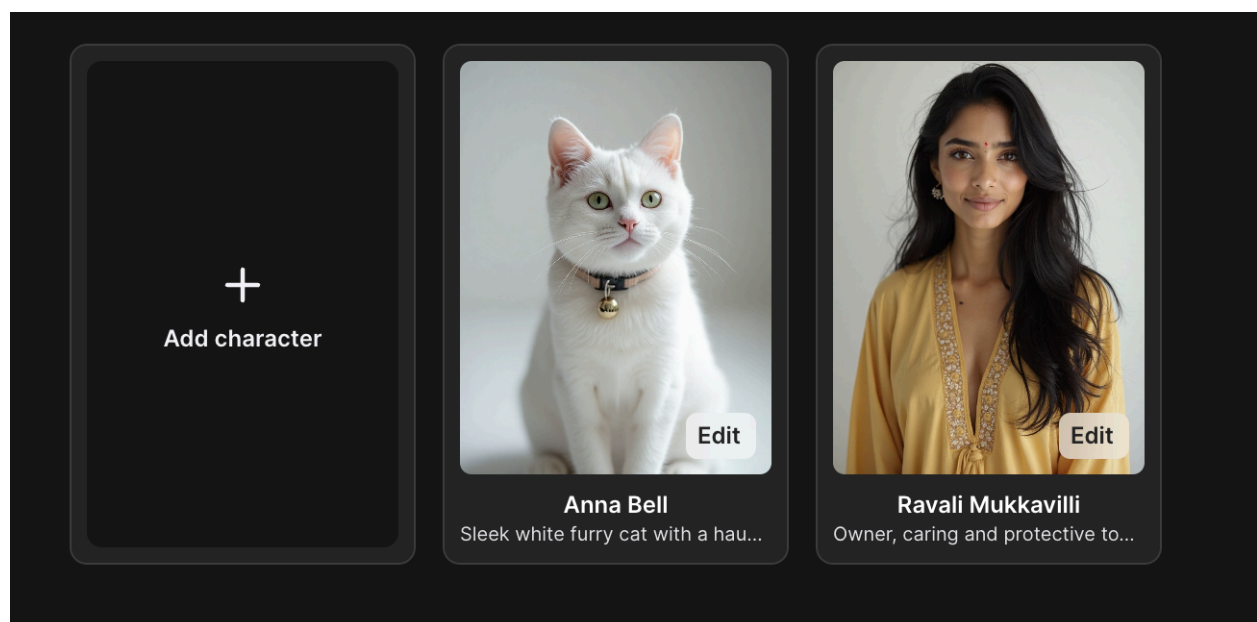 Add character
Edit
Anna Bell
Sleek white furry cat with a hau...
Edit
Ravali Mukkavilli
Owner, caring and protective to...